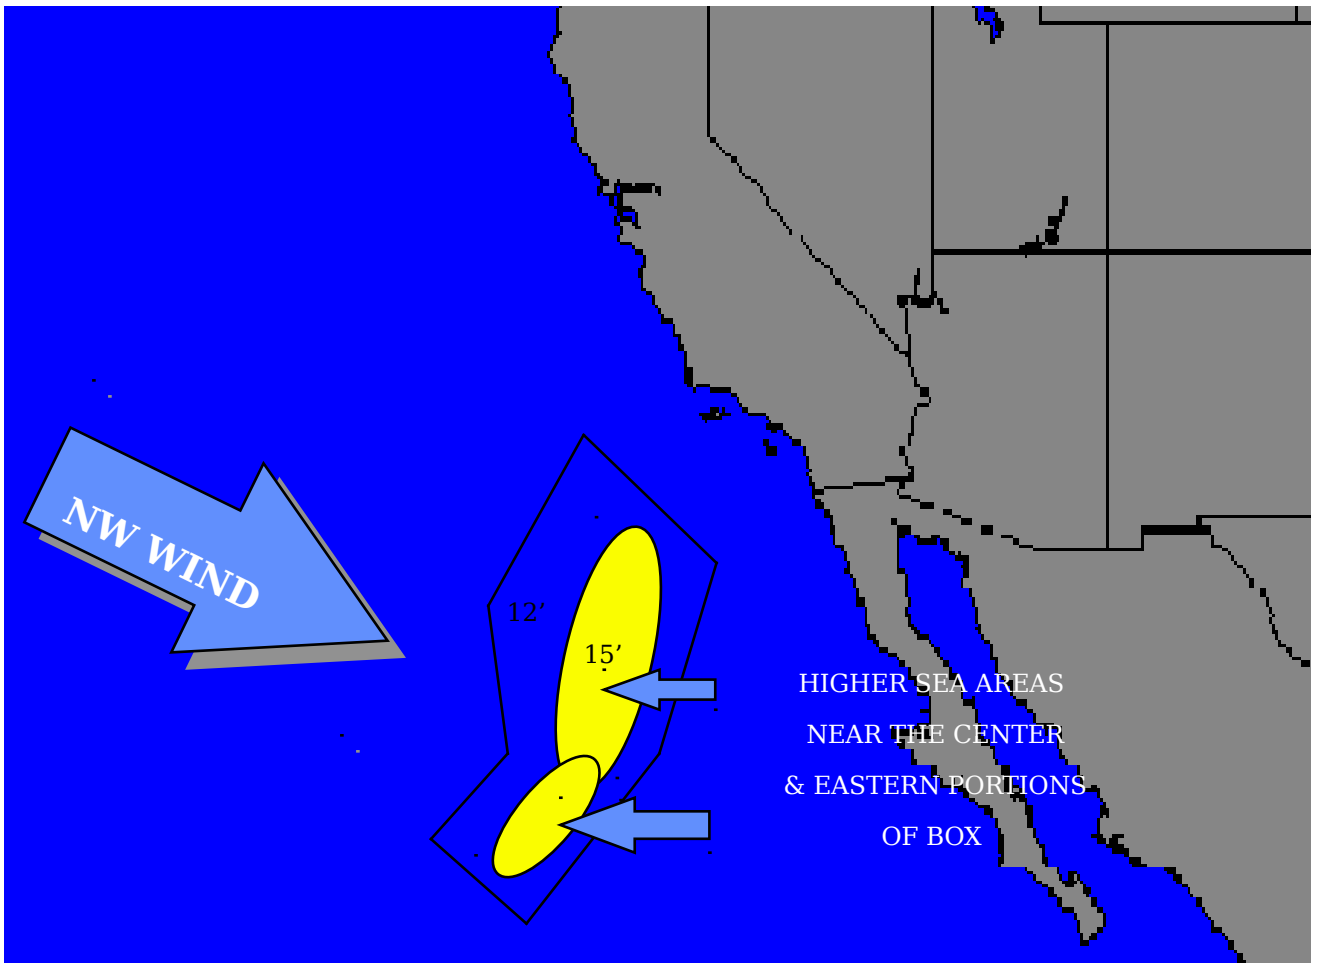 NW WIND
12’
15’
HIGHER SEA AREAS
NEAR THE CENTER
& EASTERN PORTIONS
OF BOX